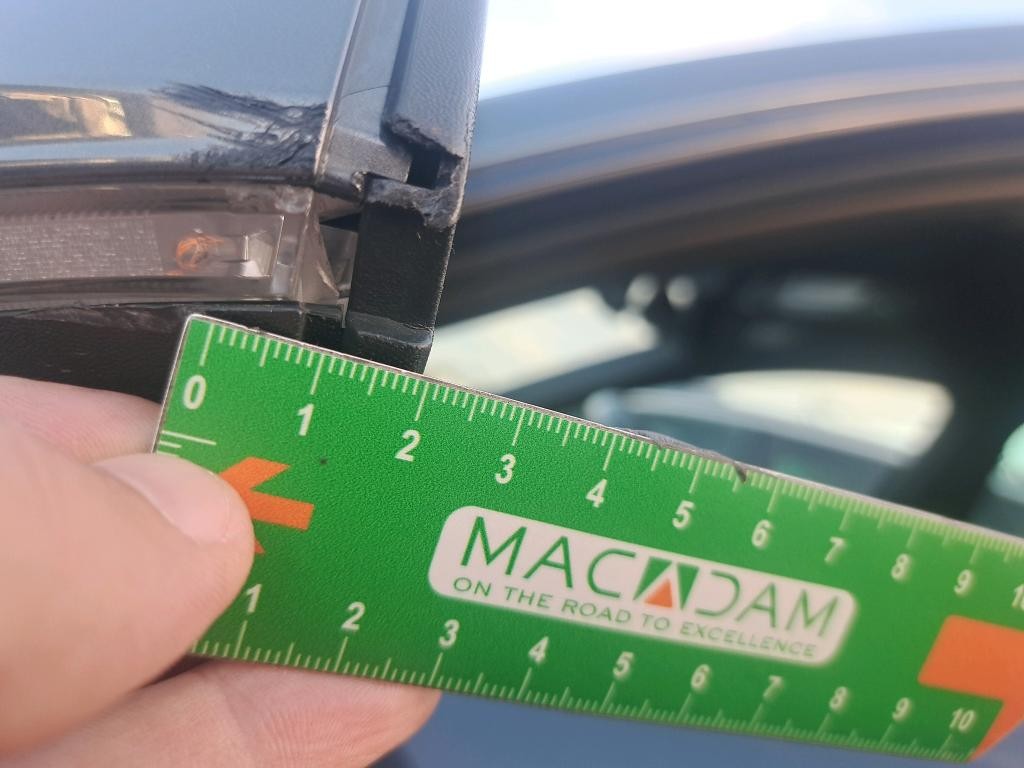 0 1 2 3 4 5 6 7 8 9 10
MACADAM
ON THE ROAD TO EXCELLENCE
1 2 3 4 5 6 7 8 9 10